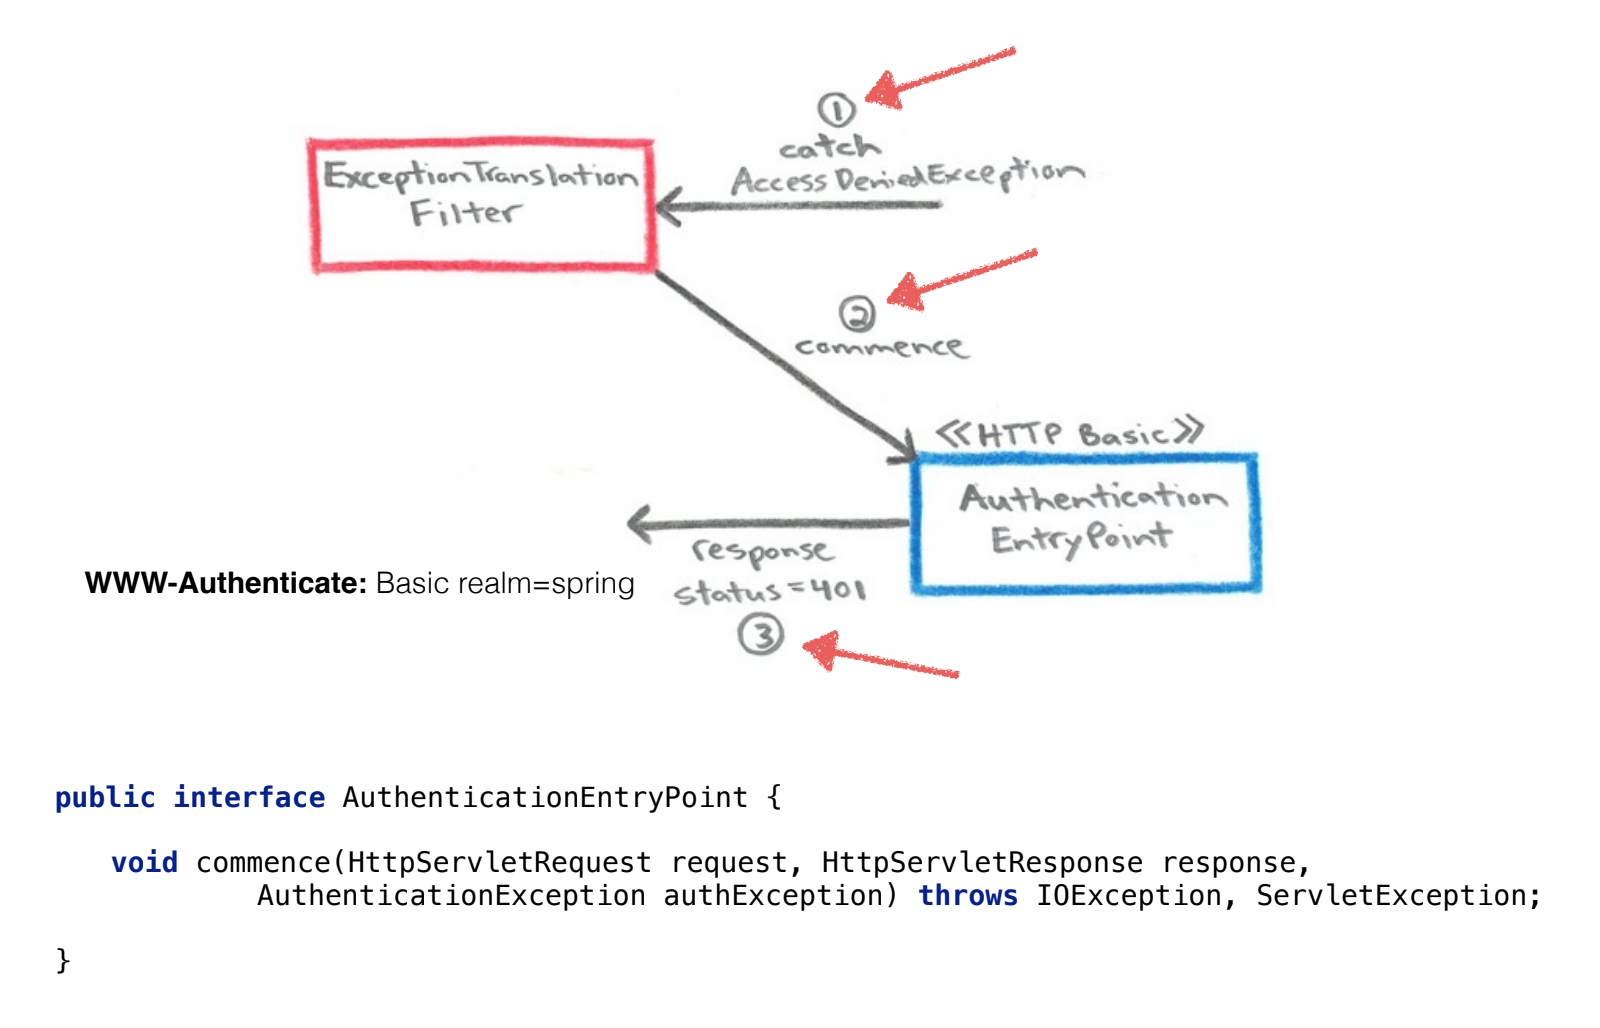 ①
catch
AccessDeniedException
ExceptionTranslation
Filter
②
commence
≪HTTP Basic≫
Authentication
EntryPoint
response
status=401
③
WWW-Authenticate: Basic realm=spring
public interface AuthenticationEntryPoint {
void commence(HttpServletRequest request, HttpServletResponse response,
AuthenticationException authException) throws IOException, ServletException;
}